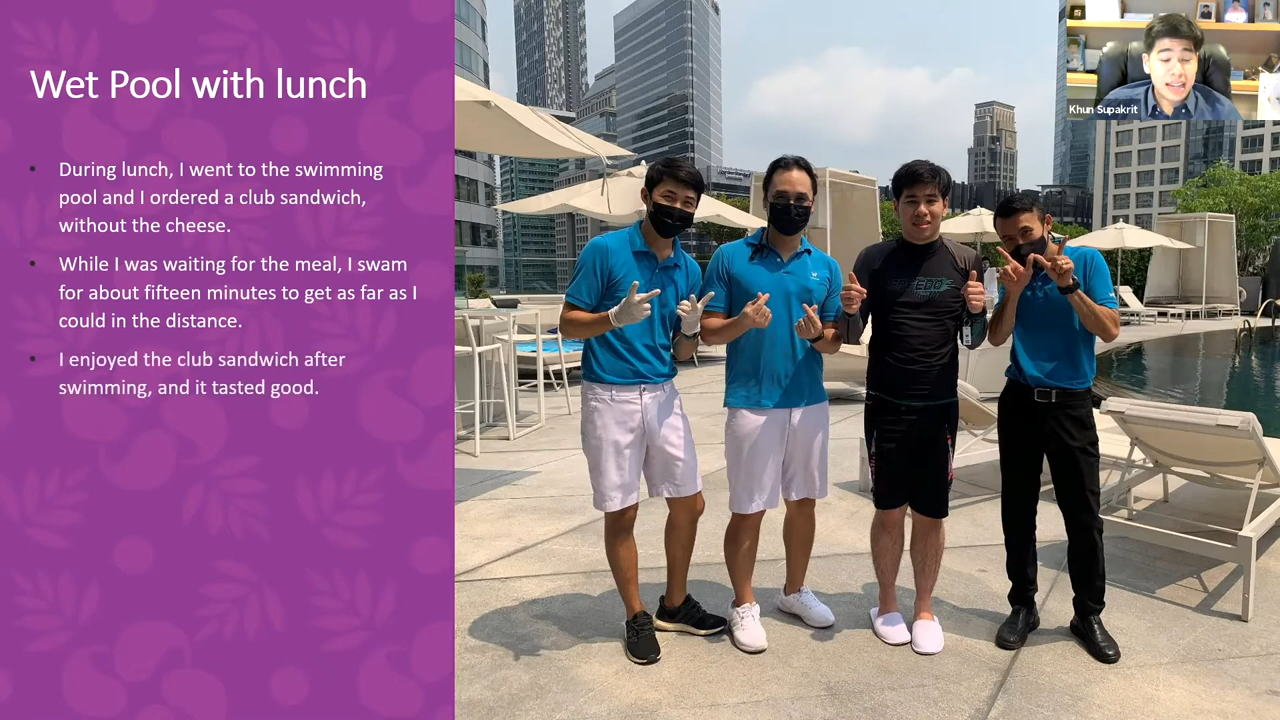 Wet Pool with lunch
• During lunch, I went to the swimming
pool and I ordered a club sandwich,
without the cheese.
• While I was waiting for the meal, I swam
for about fifteen minutes to get as far as I
could in the distance.
• I enjoyed the club sandwich after
swimming, and it tasted good.
Khun Supakrit
W